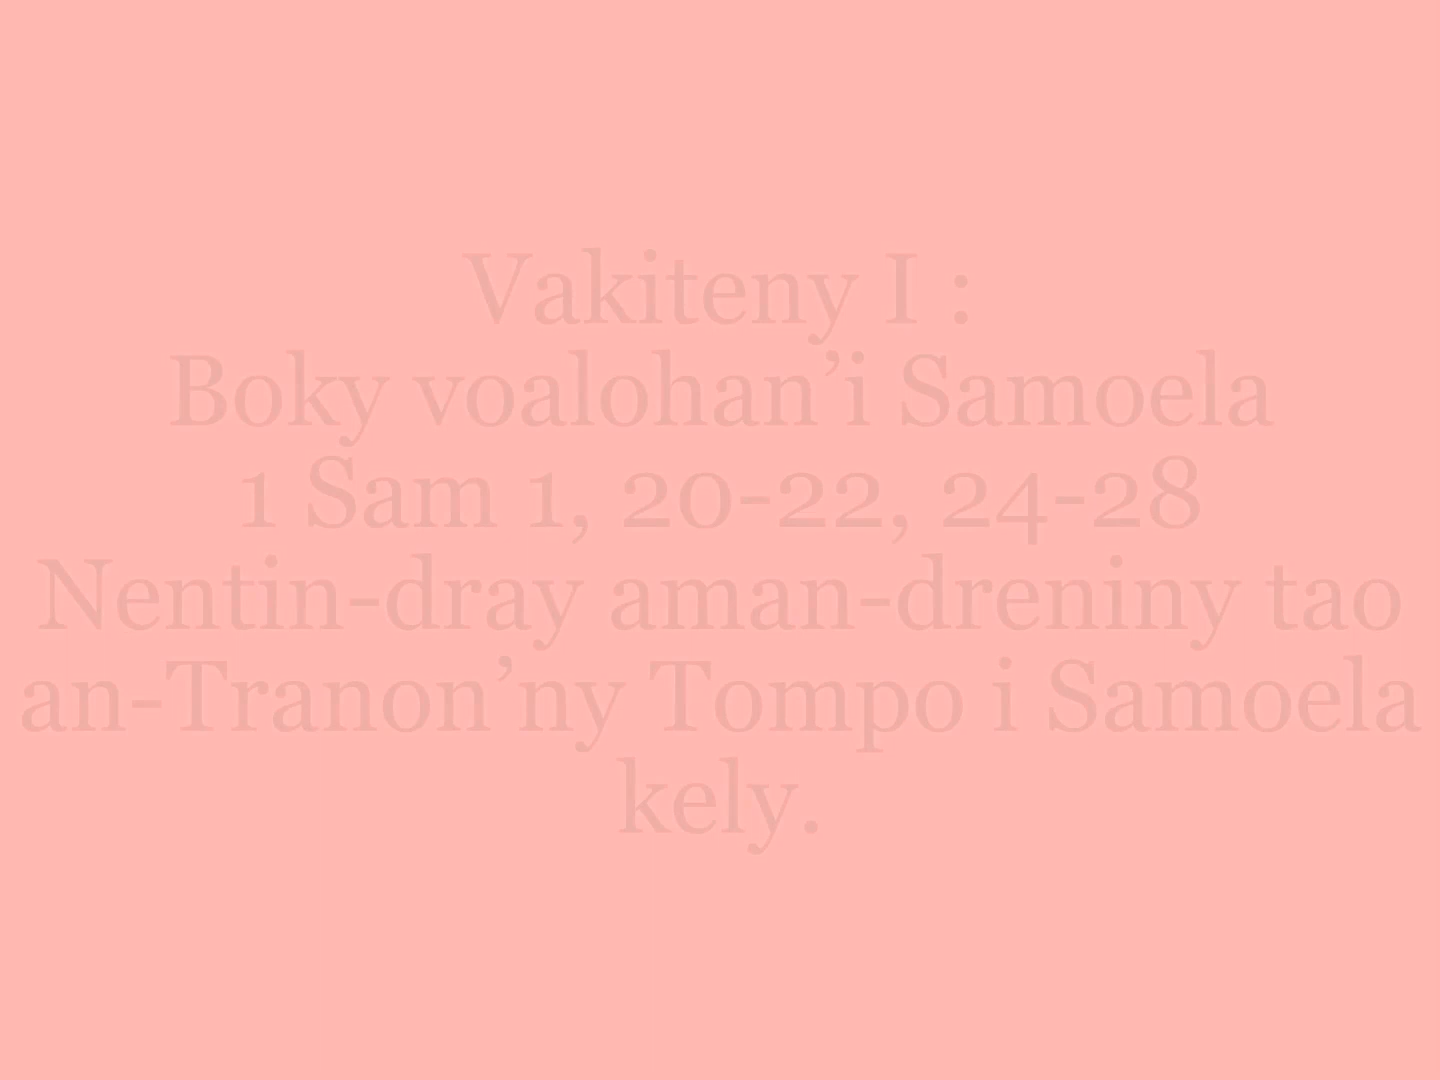 Vakiteny I :
Boky voalohan’i Samoela
1 Sam 1, 20-22, 24-28
Nentin-dray aman-dreniny tao
an-Tranon’ny Tompo i Samoela
kely.